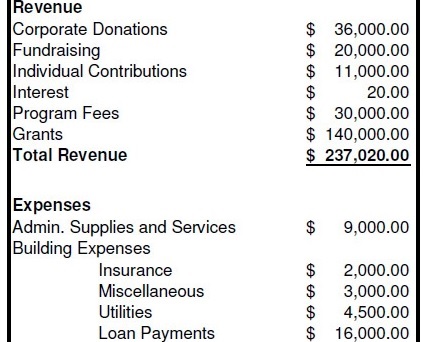 Revenue
Corporate Donations $ 36,000.00
Fundraising $ 20,000.00
Individual Contributions $ 11,000.00
Interest $ 20.00
Program Fees $ 30,000.00
Grants $ 140,000.00
Total Revenue $ 237,020.00
Expenses
Admin. Supplies and Services $ 9,000.00
Building Expenses
Insurance $ 2,000.00
Miscellaneous $ 3,000.00
Utilities $ 4,500.00
Loan Payments $ 16,000.00